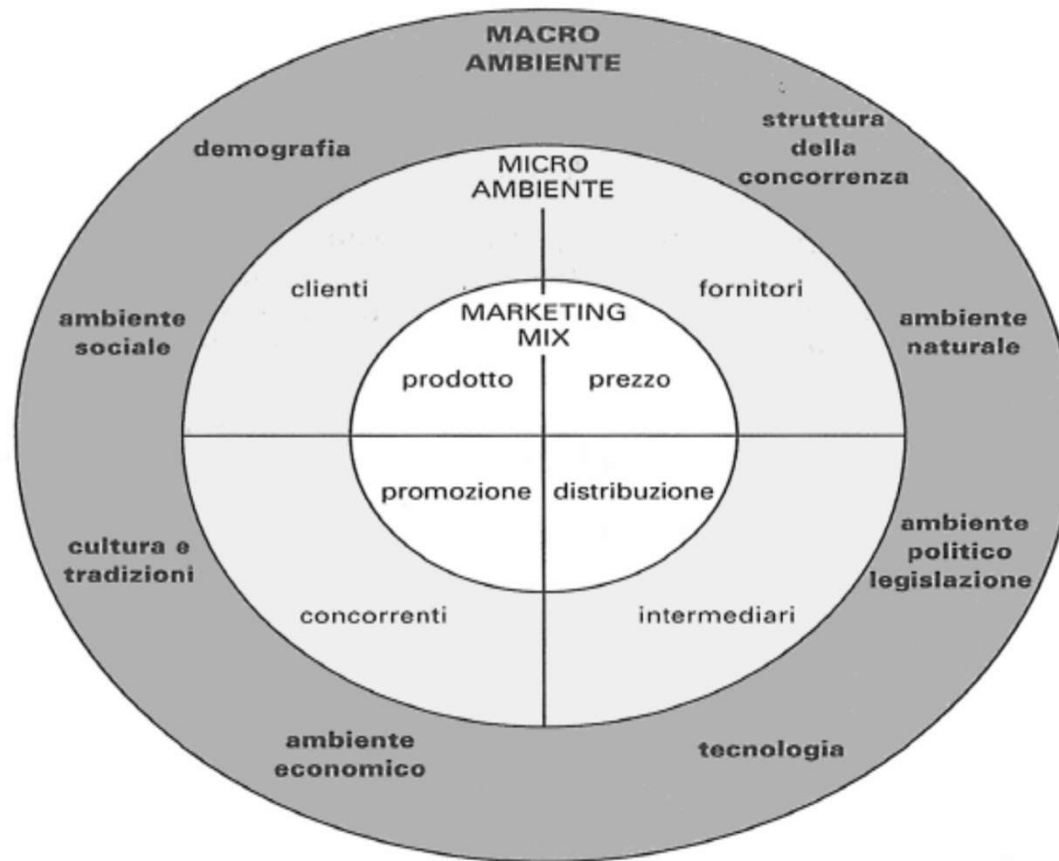 MACRO
AMBIENTE
demografia
struttura
della
concorrenza
MICRO
AMBIENTE
clienti
fornitori
ambiente
sociale
ambiente
naturale
MARKETING
MIX
prodotto
prezzo
promozione
distribuzione
cultura e
tradizioni
ambiente
politico
legislazione
concorrenti
intermediari
ambiente
economico
tecnologia